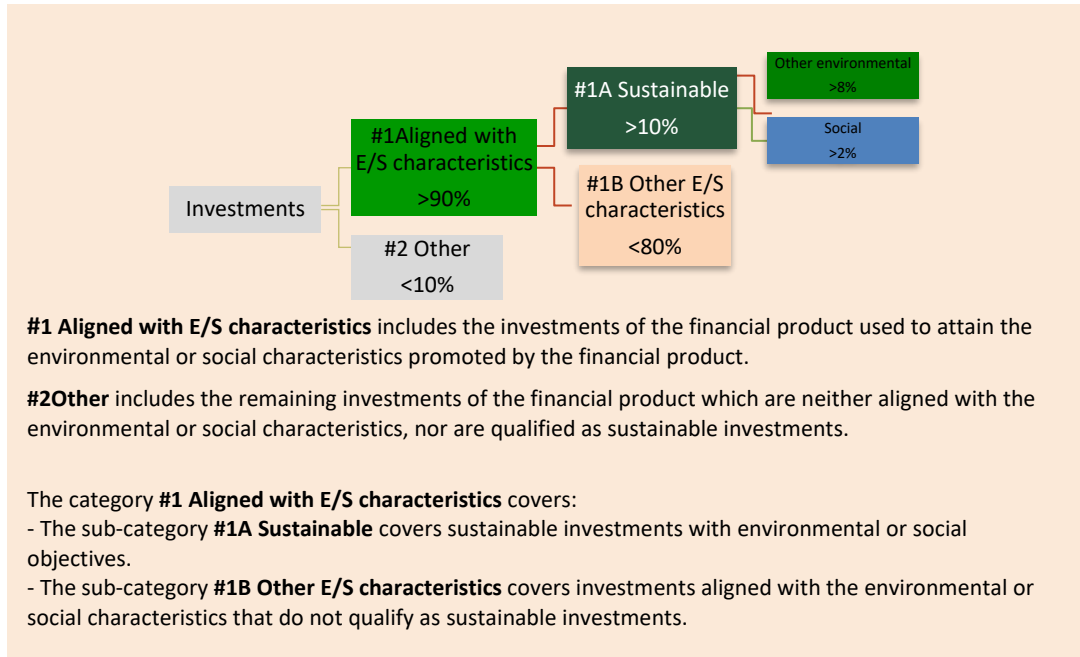 Other environmental
>8%
#1A Sustainable
>10%
Social
>2%
#1Aligned with
E/S characteristics
>90%
#1B Other E/S
characteristics
<80%
Investments
#2 Other
<10%
#1 Aligned with E/S characteristics includes the investments of the financial product used to attain the
environmental or social characteristics promoted by the financial product.
#2Other includes the remaining investments of the financial product which are neither aligned with the
environmental or social characteristics, nor are qualified as sustainable investments.
The category #1 Aligned with E/S characteristics covers:
- The sub-category #1A Sustainable covers sustainable investments with environmental or social
objectives.
- The sub-category #1B Other E/S characteristics covers investments aligned with the environmental or
social characteristics that do not qualify as sustainable investments.